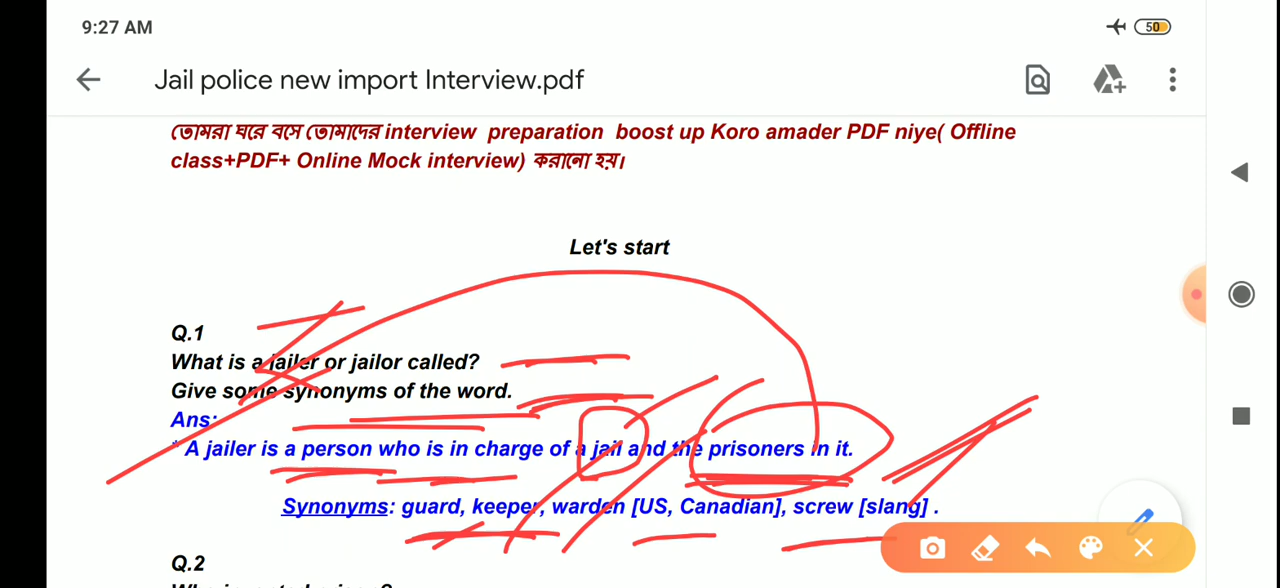 9:27 AM
50
Jail police new import Interview.pdf
তোমরা ঘরে বসে তোমাদের interview preparation boost up Koro amader PDF niye( Offline
class+PDF+ Online Mock interview) করানো হয়।
Let's start
Q.1
What is a jailer or jailor called?
Give some synonyms of the word.
Ans:
* A jailer is a person who is in charge of a jail and the prisoners in it.
Synonyms: guard, keeper, warden [US, Canadian], screw [slang] .
Q.2